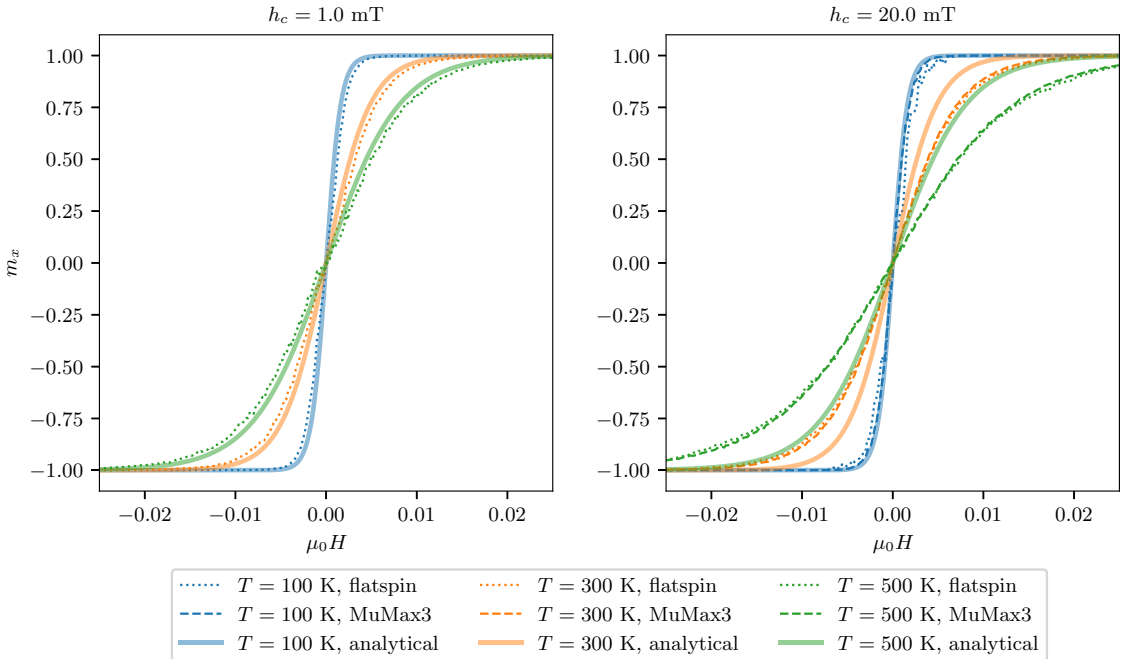 h_c = 1.0 mT
h_c = 20.0 mT
1.00
0.75
0.50
0.25
0.00
−0.25
−0.50
−0.75
−1.00
m_x
−0.02
−0.01
0.00
0.01
0.02
μ₀H
1.00
0.75
0.50
0.25
0.00
−0.25
−0.50
−0.75
−1.00
−0.02
−0.01
0.00
0.01
0.02
μ₀H
T = 100 K, flatspin
T = 100 K, MuMax3
T = 100 K, analytical
T = 300 K, flatspin
T = 300 K, MuMax3
T = 300 K, analytical
T = 500 K, flatspin
T = 500 K, MuMax3
T = 500 K, analytical